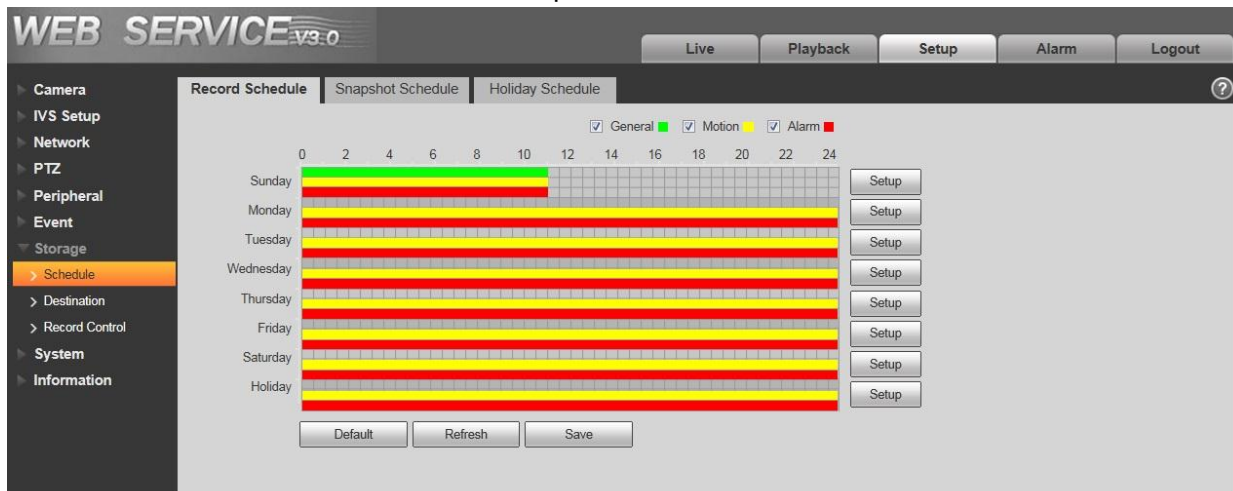 WEB SERVICE V3.0
Live Playback Setup Alarm Logout
Camera
IVS Setup
Network
PTZ
Peripheral
Event
Storage
Schedule
Destination
Record Control
System
Information
Record Schedule Snapshot Schedule Holiday Schedule
?
General Motion Alarm
0 2 4 6 8 10 12 14 16 18 20 22 24
Sunday Setup
Monday Setup
Tuesday Setup
Wednesday Setup
Thursday Setup
Friday Setup
Saturday Setup
Holiday Setup
Default Refresh Save